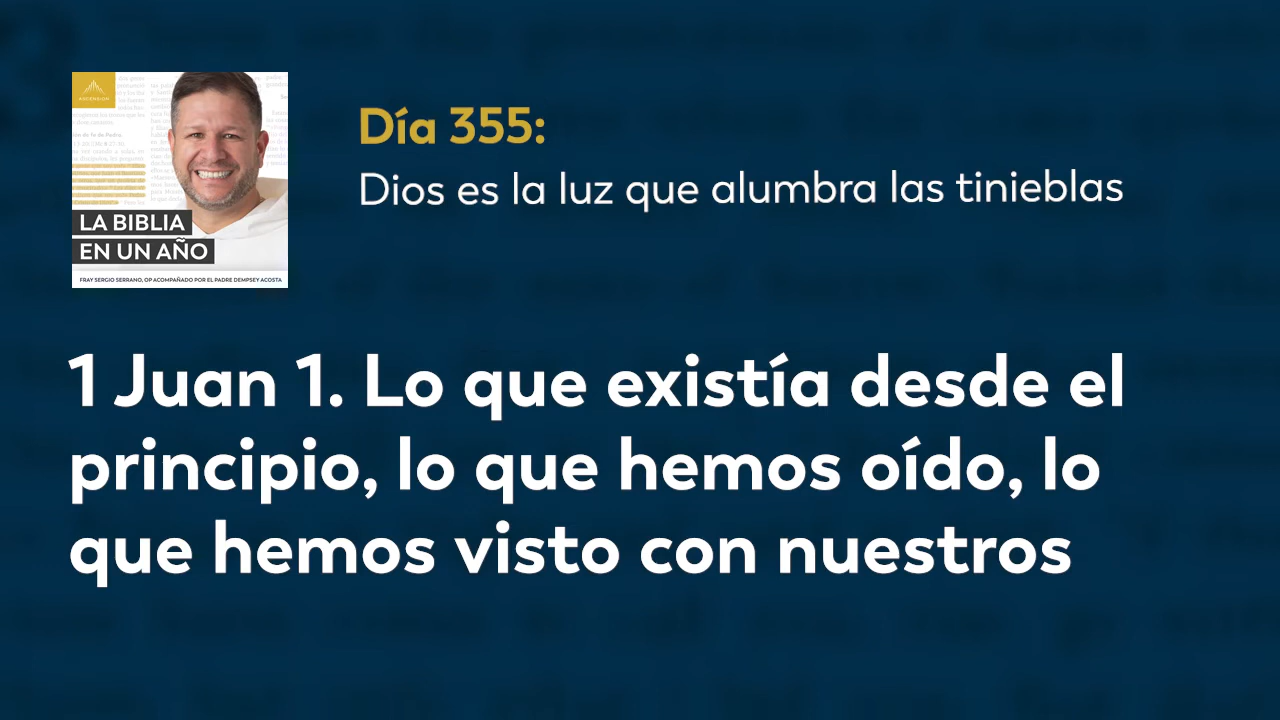 ASCENSION
LA BIBLIA
EN UN AÑO
FRAY SERGIO SERRANO, OP ACOMPAÑADO POR EL PADRE DEMPSEY ACOSTA
Día 355:
Dios es la luz que alumbra las tinieblas
1 Juan 1. Lo que existía desde el
principio, lo que hemos oído, lo
que hemos visto con nuestros